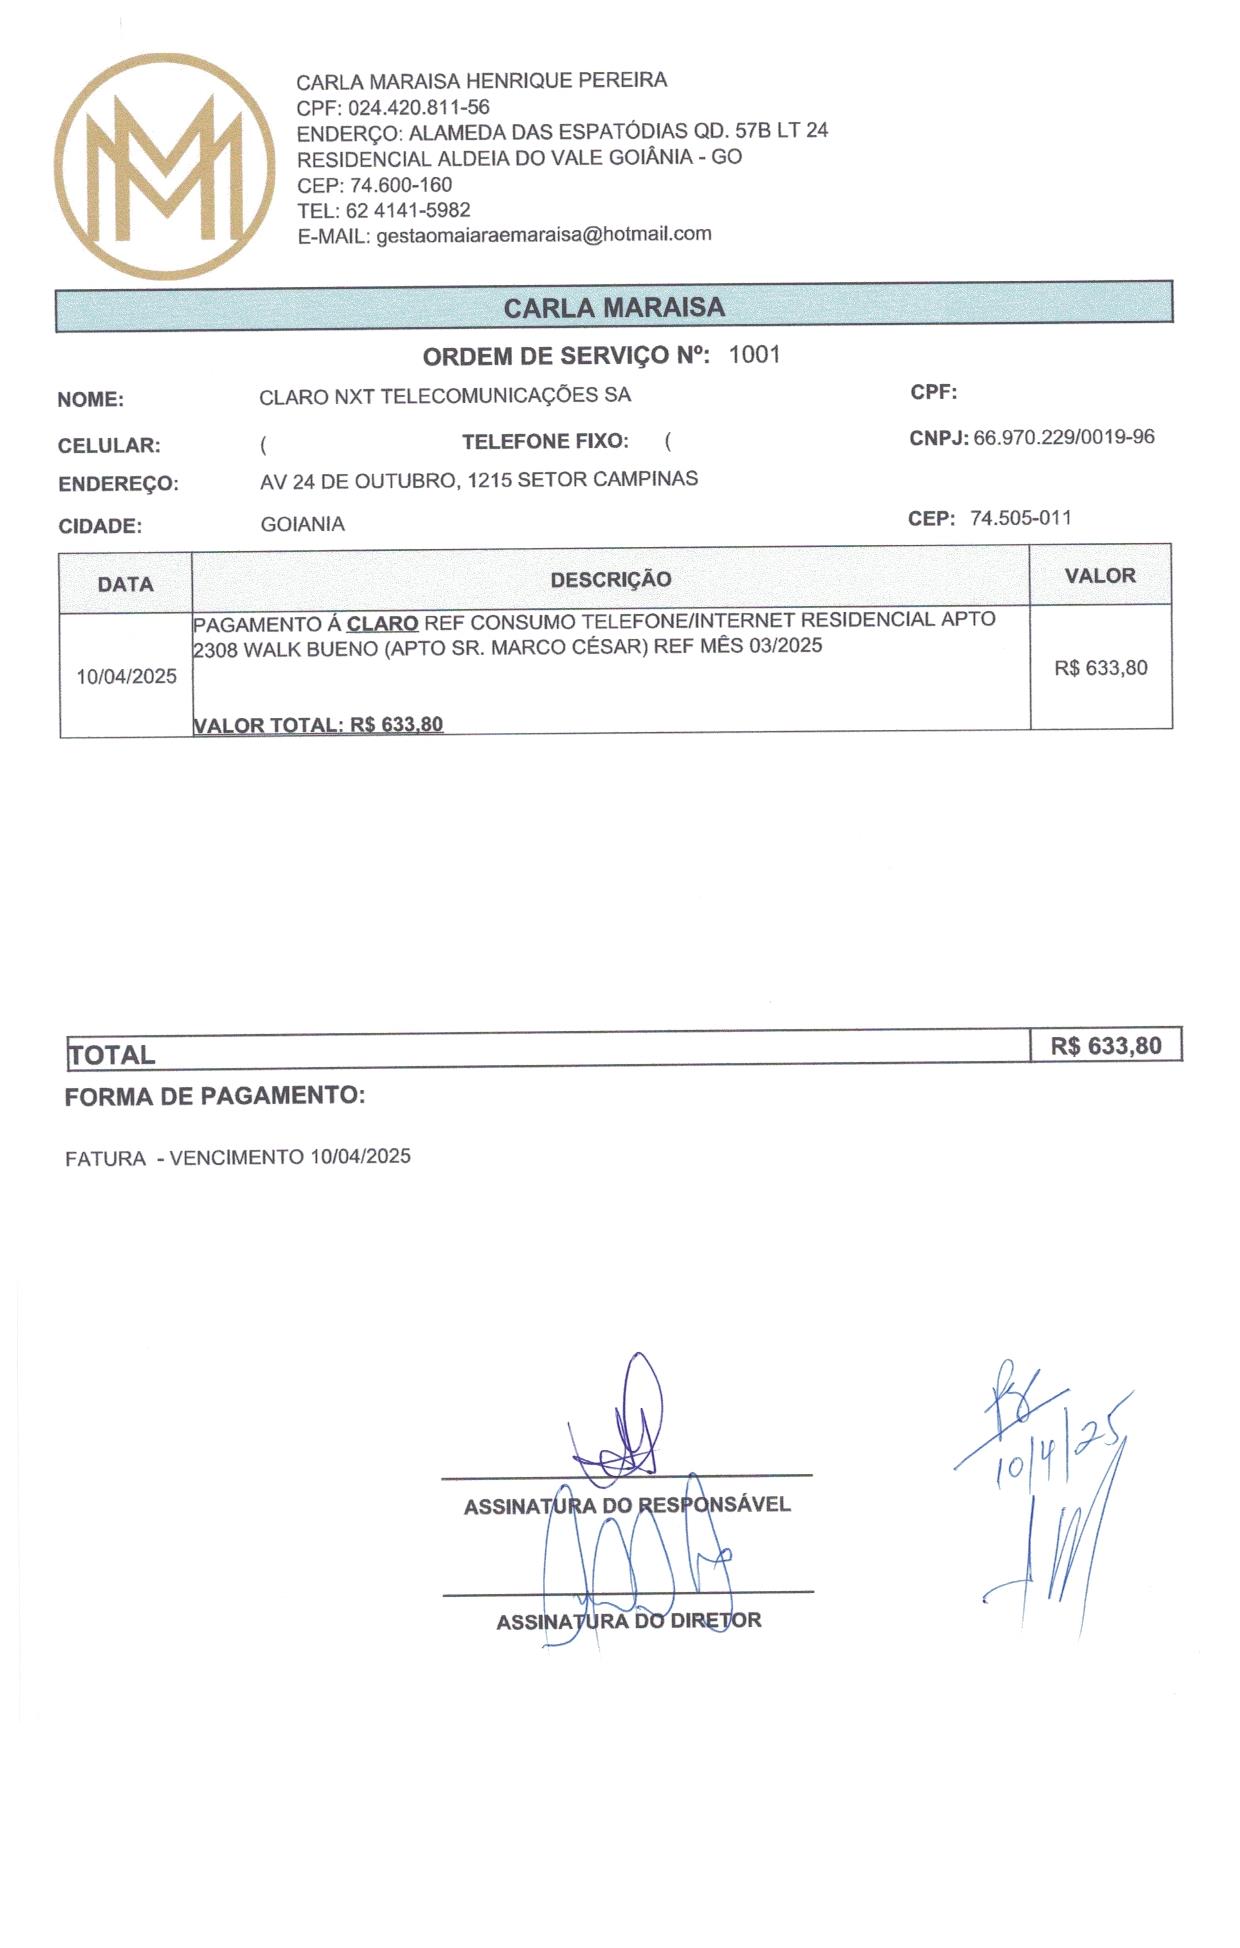 CARLA MARAISA HENRIQUE PEREIRA
CPF: 024.420.811-56
ENDERÇO: ALAMEDA DAS ESPATÓDIAS QD. 57B LT 24
RESIDENCIAL ALDEIA DO VALE GOIÂNIA - GO
CEP: 74.600-160
TEL: 62 4141-5982
E-MAIL: gestaomaiaraemaraisa@hotmail.com
CARLA MARAISA
ORDEM DE SERVIÇO Nº: 1001
NOME: CLARO NXT TELECOMUNICAÇÕES SA CPF:
CELULAR: ( TELEFONE FIXO: ( CNPJ: 66.970.229/0019-96
ENDEREÇO: AV 24 DE OUTUBRO, 1215 SETOR CAMPINAS
CIDADE: GOIANIA CEP: 74.505-011
DATA DESCRIÇÃO VALOR
PAGAMENTO Á CLARO REF CONSUMO TELEFONE/INTERNET RESIDENCIAL APTO
2308 WALK BUENO (APTO SR. MARCO CÉSAR) REF MÊS 03/2025
10/04/2025 R$ 633,80
VALOR TOTAL: R$ 633,80
TOTAL R$ 633,80
FORMA DE PAGAMENTO:
FATURA - VENCIMENTO 10/04/2025
10/4/25
ASSINATURA DO RESPONSÁVEL
ASSINATURA DO DIRETOR